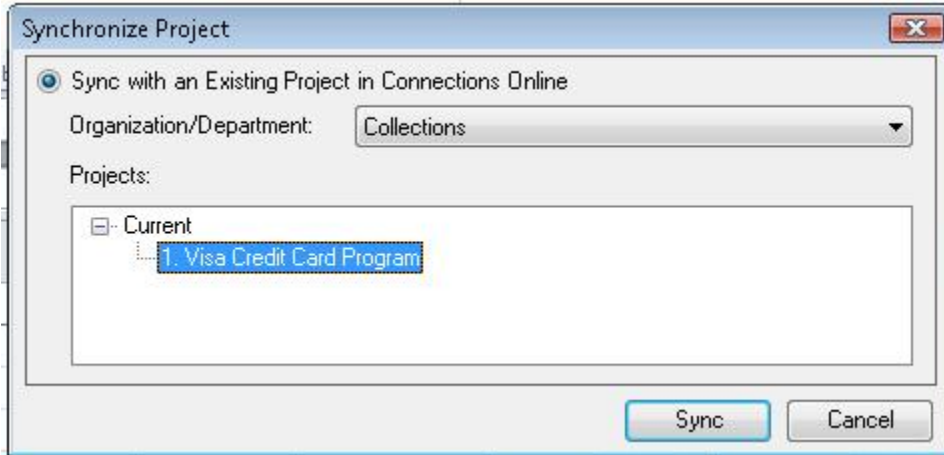 Synchronize Project
Sync with an Existing Project in Connections Online
Organization/Department: Collections
Projects:
Current
1. Visa Credit Card Program
Sync Cancel